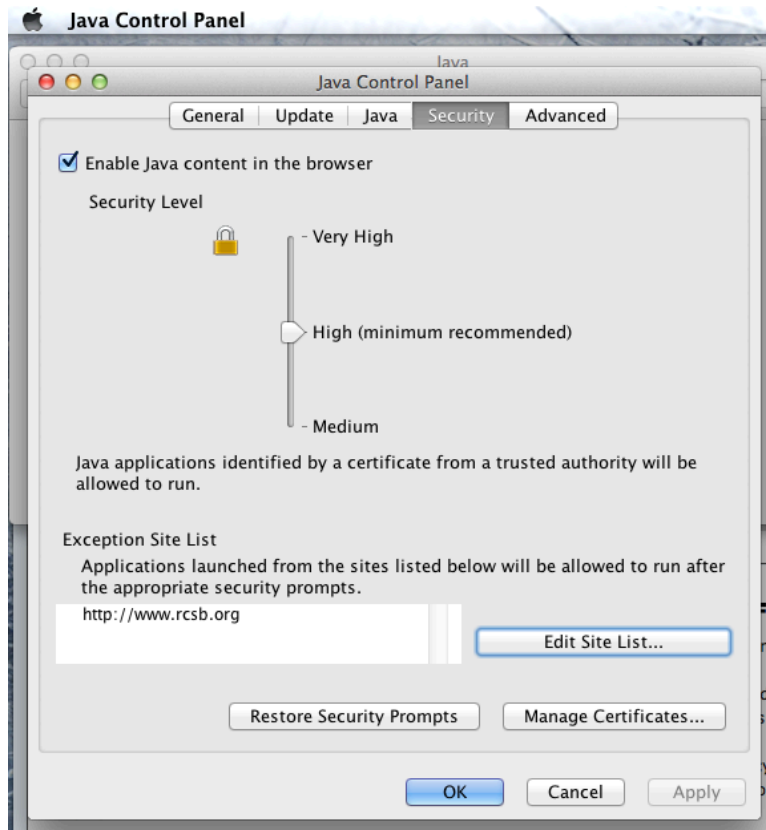 Java Control Panel
Java
Java Control Panel
General Update Java Security Advanced
Enable Java content in the browser
Security Level
- Very High
High (minimum recommended)
- Medium
Java applications identified by a certificate from a trusted authority will be
allowed to run.
Exception Site List
Applications launched from the sites listed below will be allowed to run after
the appropriate security prompts.
http://www.rcsb.org
Edit Site List...
Restore Security Prompts Manage Certificates...
OK Cancel Apply